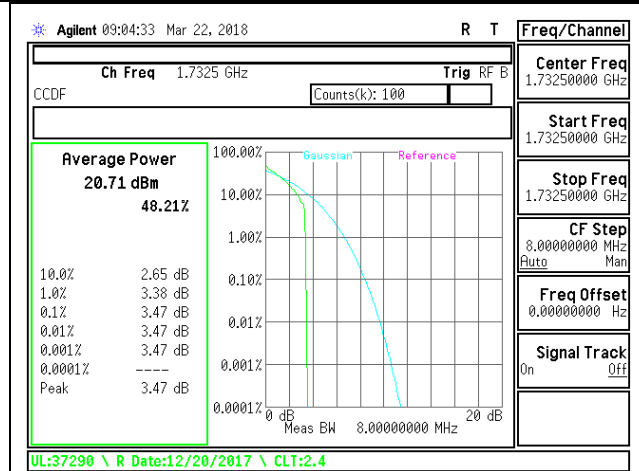 Agilent 09:04:33 Mar 22, 2018 R T
Ch Freq 1.7325 GHz Trig RF B
CCDF Counts(k): 100
Average Power
20.71 dBm
48.21%
10.0% 2.65 dB
1.0% 3.38 dB
0.1% 3.47 dB
0.01% 3.47 dB
0.001% 3.47 dB
0.0001% ----
Peak 3.47 dB
100.00% Gaussian Reference
10.00%
1.00%
0.10%
0.01%
0.001%
0.0001%
0 dB 20 dB
Meas BW 8.00000000 MHz
UL:37290 \ R Date:12/20/2017 \ CLT:2.4
Freq/Channel
Center Freq
1.73250000 GHz
Start Freq
1.73250000 GHz
Stop Freq
1.73250000 GHz
CF Step
8.00000000 MHz
Auto Man
Freq Offset
0.00000000 Hz
Signal Track
On Off